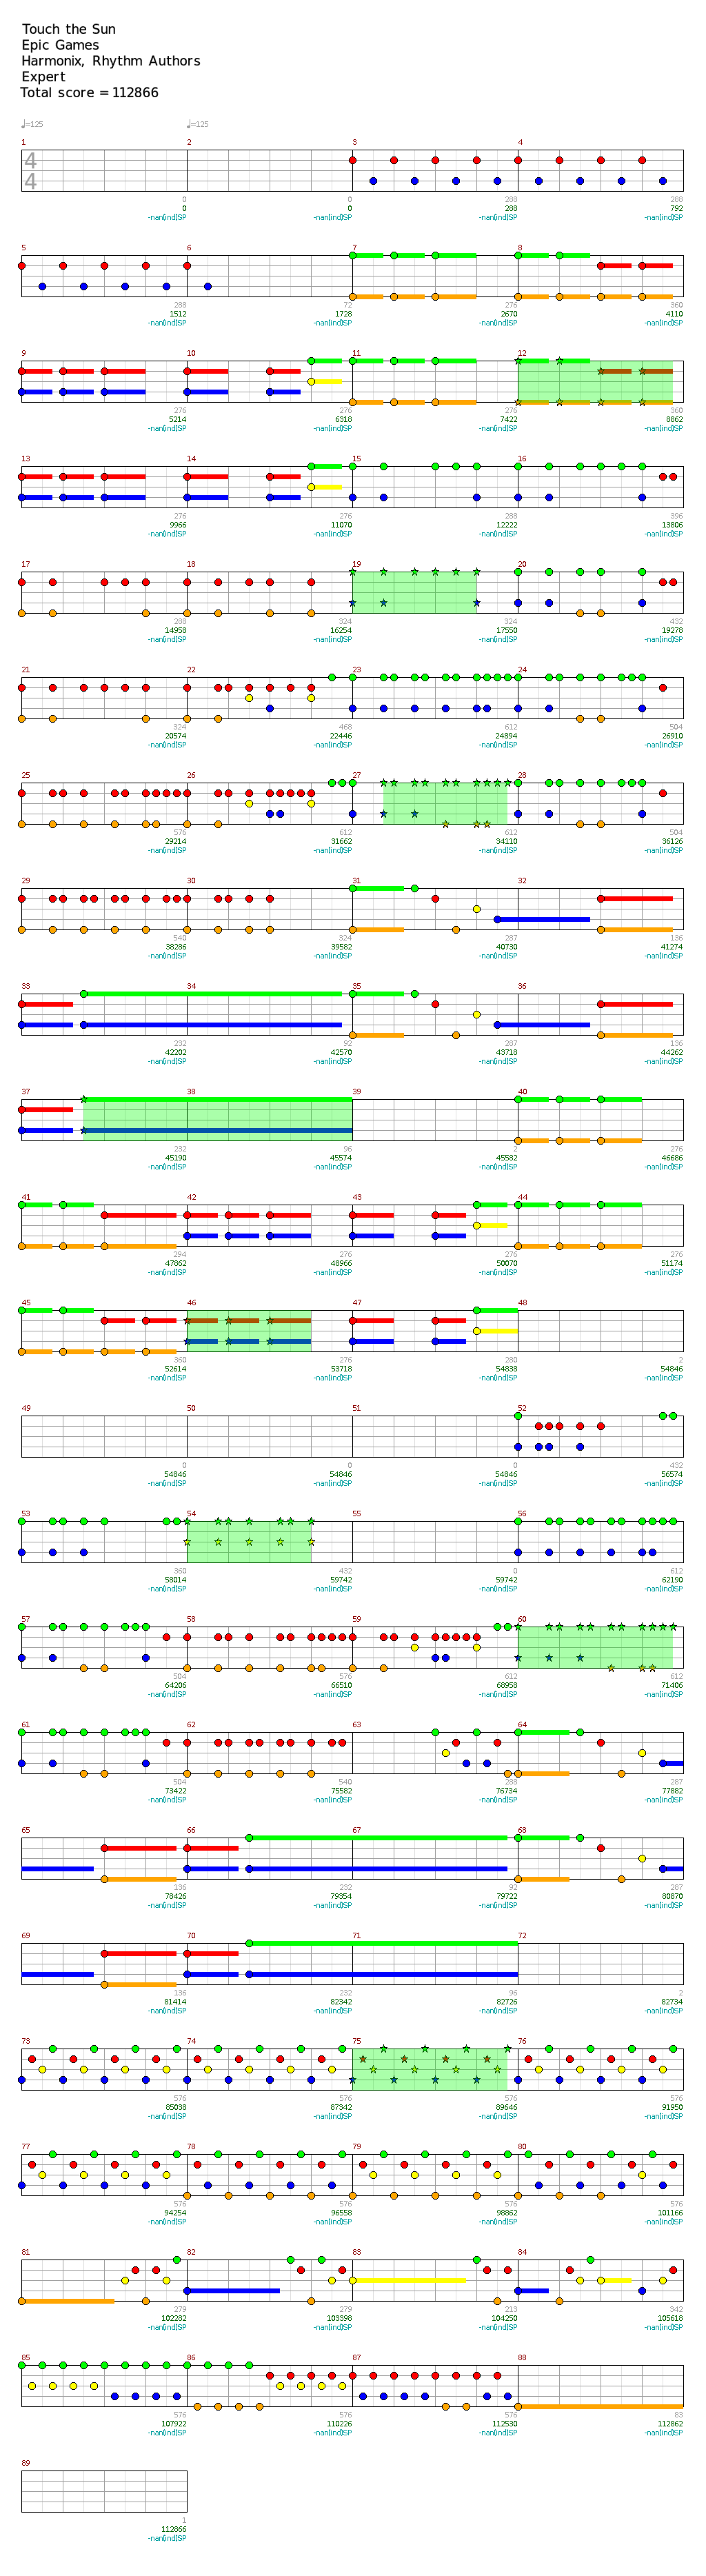 Touch the Sun
Epic Games
Harmonix, Rhythm Authors
Expert
Total score = 112866
♩=125 ♩=125
1 2 3 4
4
4
0 0 288 288
0 0 288 792
-nan(ind)SP -nan(ind)SP -nan(ind)SP -nan(ind)SP
5 6 7 8
288 72 276 360
1512 1728 2670 4110
-nan(ind)SP -nan(ind)SP -nan(ind)SP -nan(ind)SP
9 10 11 12
276 276 276 360
5214 6318 7422 8862
-nan(ind)SP -nan(ind)SP -nan(ind)SP -nan(ind)SP
13 14 15 16
276 276 288 396
9966 11070 12222 13806
-nan(ind)SP -nan(ind)SP -nan(ind)SP -nan(ind)SP
17 18 19 20
288 324 324 432
14958 16254 17550 19278
-nan(ind)SP -nan(ind)SP -nan(ind)SP -nan(ind)SP
21 22 23 24
324 468 612 504
20574 22446 24894 26910
-nan(ind)SP -nan(ind)SP -nan(ind)SP -nan(ind)SP
25 26 27 28
576 612 612 504
29214 31662 34110 36126
-nan(ind)SP -nan(ind)SP -nan(ind)SP -nan(ind)SP
29 30 31 32
540 324 287 136
38286 39582 40730 41274
-nan(ind)SP -nan(ind)SP -nan(ind)SP -nan(ind)SP
33 34 35 36
232 92 287 136
42202 42570 43718 44262
-nan(ind)SP -nan(ind)SP -nan(ind)SP -nan(ind)SP
37 38 39 40
232 96 2 276
45190 45574 45582 46686
-nan(ind)SP -nan(ind)SP -nan(ind)SP -nan(ind)SP
41 42 43 44
294 276 276 276
47862 48966 50070 51174
-nan(ind)SP -nan(ind)SP -nan(ind)SP -nan(ind)SP
45 46 47 48
360 276 280 2
52614 53718 54838 54846
-nan(ind)SP -nan(ind)SP -nan(ind)SP -nan(ind)SP
49 50 51 52
0 0 0 432
54846 54846 54846 56574
-nan(ind)SP -nan(ind)SP -nan(ind)SP -nan(ind)SP
53 54 55 56
360 432 0 612
58014 59742 59742 62190
-nan(ind)SP -nan(ind)SP -nan(ind)SP -nan(ind)SP
57 58 59 60
504 576 612 612
64206 66510 68958 71406
-nan(ind)SP -nan(ind)SP -nan(ind)SP -nan(ind)SP
61 62 63 64
504 540 288 287
73422 75582 76734 77882
-nan(ind)SP -nan(ind)SP -nan(ind)SP -nan(ind)SP
65 66 67 68
136 232 92 287
78426 79354 79722 80870
-nan(ind)SP -nan(ind)SP -nan(ind)SP -nan(ind)SP
69 70 71 72
136 232 96 2
81414 82342 82726 82734
-nan(ind)SP -nan(ind)SP -nan(ind)SP -nan(ind)SP
73 74 75 76
576 576 576 576
85038 87342 89646 91950
-nan(ind)SP -nan(ind)SP -nan(ind)SP -nan(ind)SP
77 78 79 80
576 576 576 576
94254 96558 98862 101166
-nan(ind)SP -nan(ind)SP -nan(ind)SP -nan(ind)SP
81 82 83 84
279 279 213 342
102282 103398 104250 105618
-nan(ind)SP -nan(ind)SP -nan(ind)SP -nan(ind)SP
85 86 87 88
576 576 576 83
107922 110226 112530 112862
-nan(ind)SP -nan(ind)SP -nan(ind)SP -nan(ind)SP
89
1
112866
-nan(ind)SP